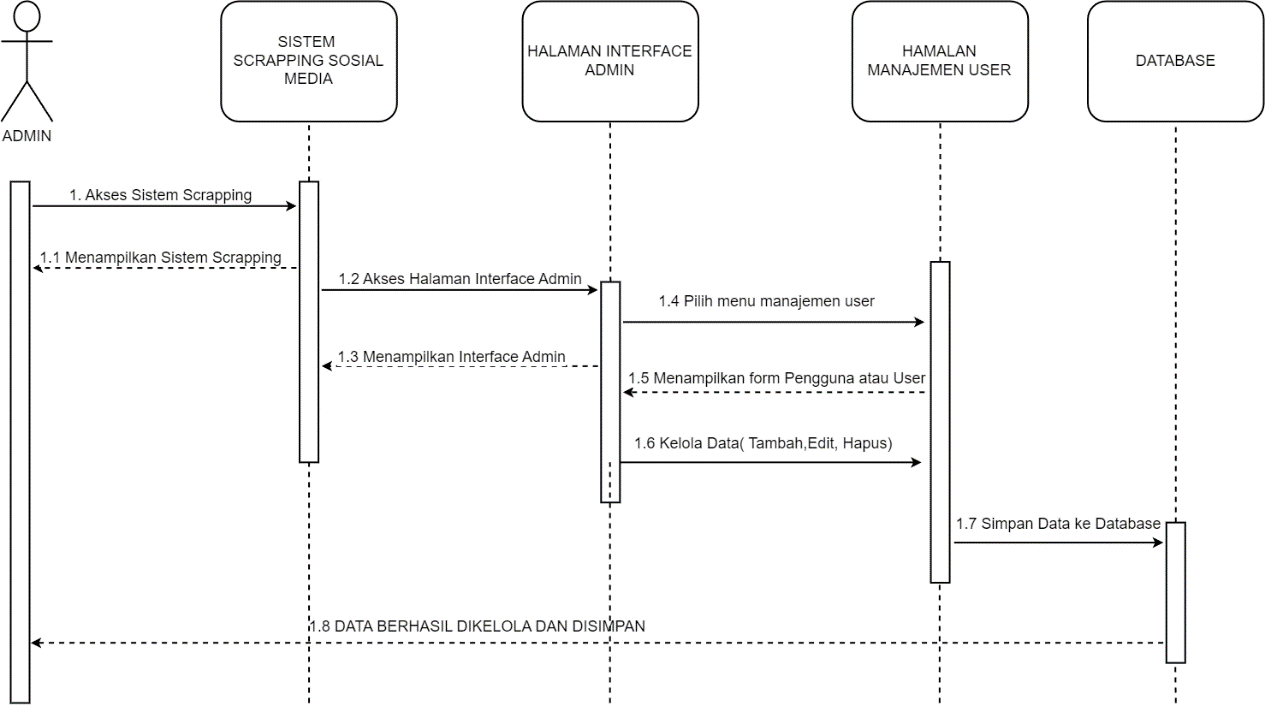 ADMIN
SISTEM
SCRAPPING SOSIAL
MEDIA
HALAMAN INTERFACE
ADMIN
HAMALAN
MANAJEMEN USER
DATABASE
1. Akses Sistem Scrapping
1.1 Menampilkan Sistem Scrapping
1.2 Akses Halaman Interface Admin
1.4 Pilih menu manajemen user
1.3 Menampilkan Interface Admin
1.5 Menampilkan form Pengguna atau User
1.6 Kelola Data( Tambah,Edit, Hapus)
1.7 Simpan Data ke Database
1.8 DATA BERHASIL DIKELOLA DAN DISIMPAN